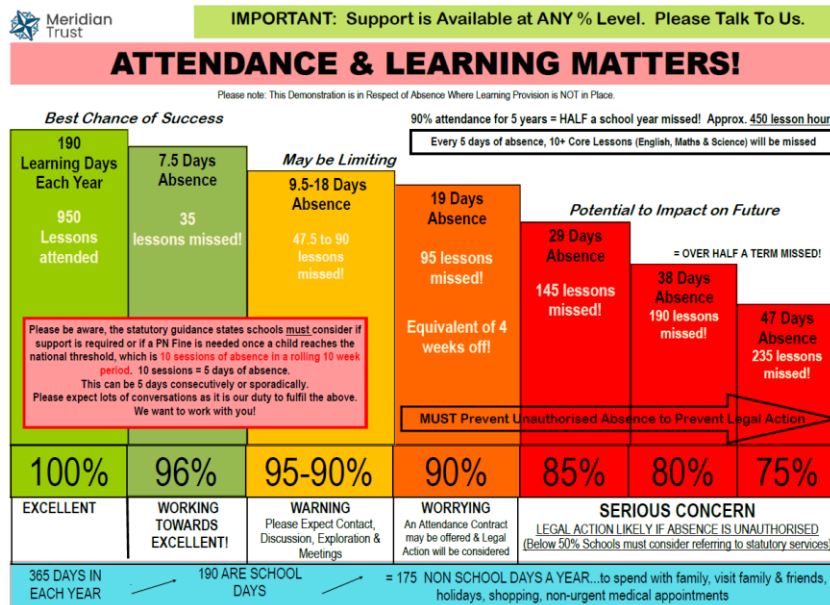 Meridian
Trust
IMPORTANT: Support is Available at ANY % Level. Please Talk To Us.
ATTENDANCE & LEARNING MATTERS!
Please note: This Demonstration is in Respect of Absence Where Learning Provision is NOT in Place.
Best Chance of Success
90% attendance for 5 years = HALF a school year missed! Approx. 450 lesson hour
Every 5 days of absence, 10+ Core Lessons (English, Maths & Science) will be missed
190
Learning Days
Each Year
950
Lessons
attended
7.5 Days
Absence
35
lessons missed!
May be Limiting
9.5-18 Days
Absence
47.5 to 90
lessons
missed!
19 Days
Absence
95 lessons
missed!
Equivalent of 4
weeks off!
Potential to Impact on Future
29 Days
Absence
145 lessons
missed!
= OVER HALF A TERM MISSED!
38 Days
Absence
190 lessons
missed!
47 Days
Absence
235 lessons
missed!
Please be aware, the statutory guidance states schools must consider if
support is required or if a PN Fine is needed once a child reaches the
national threshold, which is 10 sessions of absence in a rolling 10 week
period. 10 sessions = 5 days of absence.
This can be 5 days consecutively or sporadically.
Please expect lots of conversations as it is our duty to fulfil the above.
We want to work with you!
MUST Prevent Unauthorised Absence to Prevent Legal Action
100%
96%
95-90%
90%
85%
80%
75%
EXCELLENT
WORKING
TOWARDS
EXCELLENT!
WARNING
Please Expect Contact,
Discussion, Exploration &
Meetings
WORRYING
An Attendance Contract
may be offered & Legal
Action will be considered
SERIOUS CONCERN
LEGAL ACTION LIKELY IF ABSENCE IS UNAUTHORISED
(Below 50% Schools must consider referring to statutory services)
365 DAYS IN
EACH YEAR
190 ARE SCHOOL
DAYS
= 175 NON SCHOOL DAYS A YEAR...to spend with family, visit family & friends,
holidays, shopping, non-urgent medical appointments